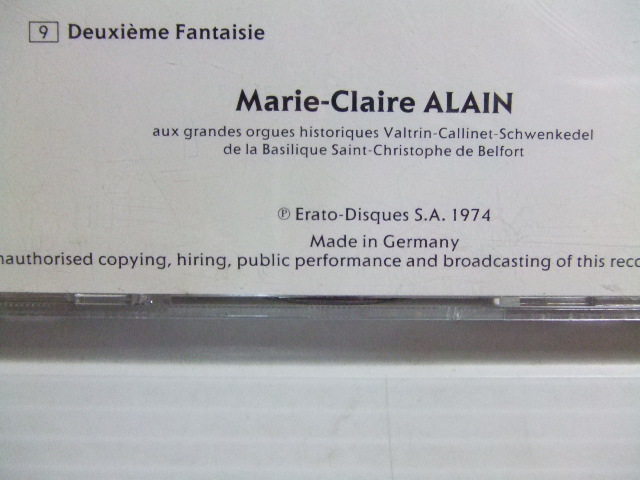 9 Deuxième Fantaisie
Marie-Claire ALAIN
aux grandes orgues historiques Valtrin-Callinet-Schwenkedel
de la Basilique Saint-Christophe de Belfort
℗ Erato-Disques S.A. 1974
Made in Germany
nauthorised copying, hiring, public performance and broadcasting of this reco